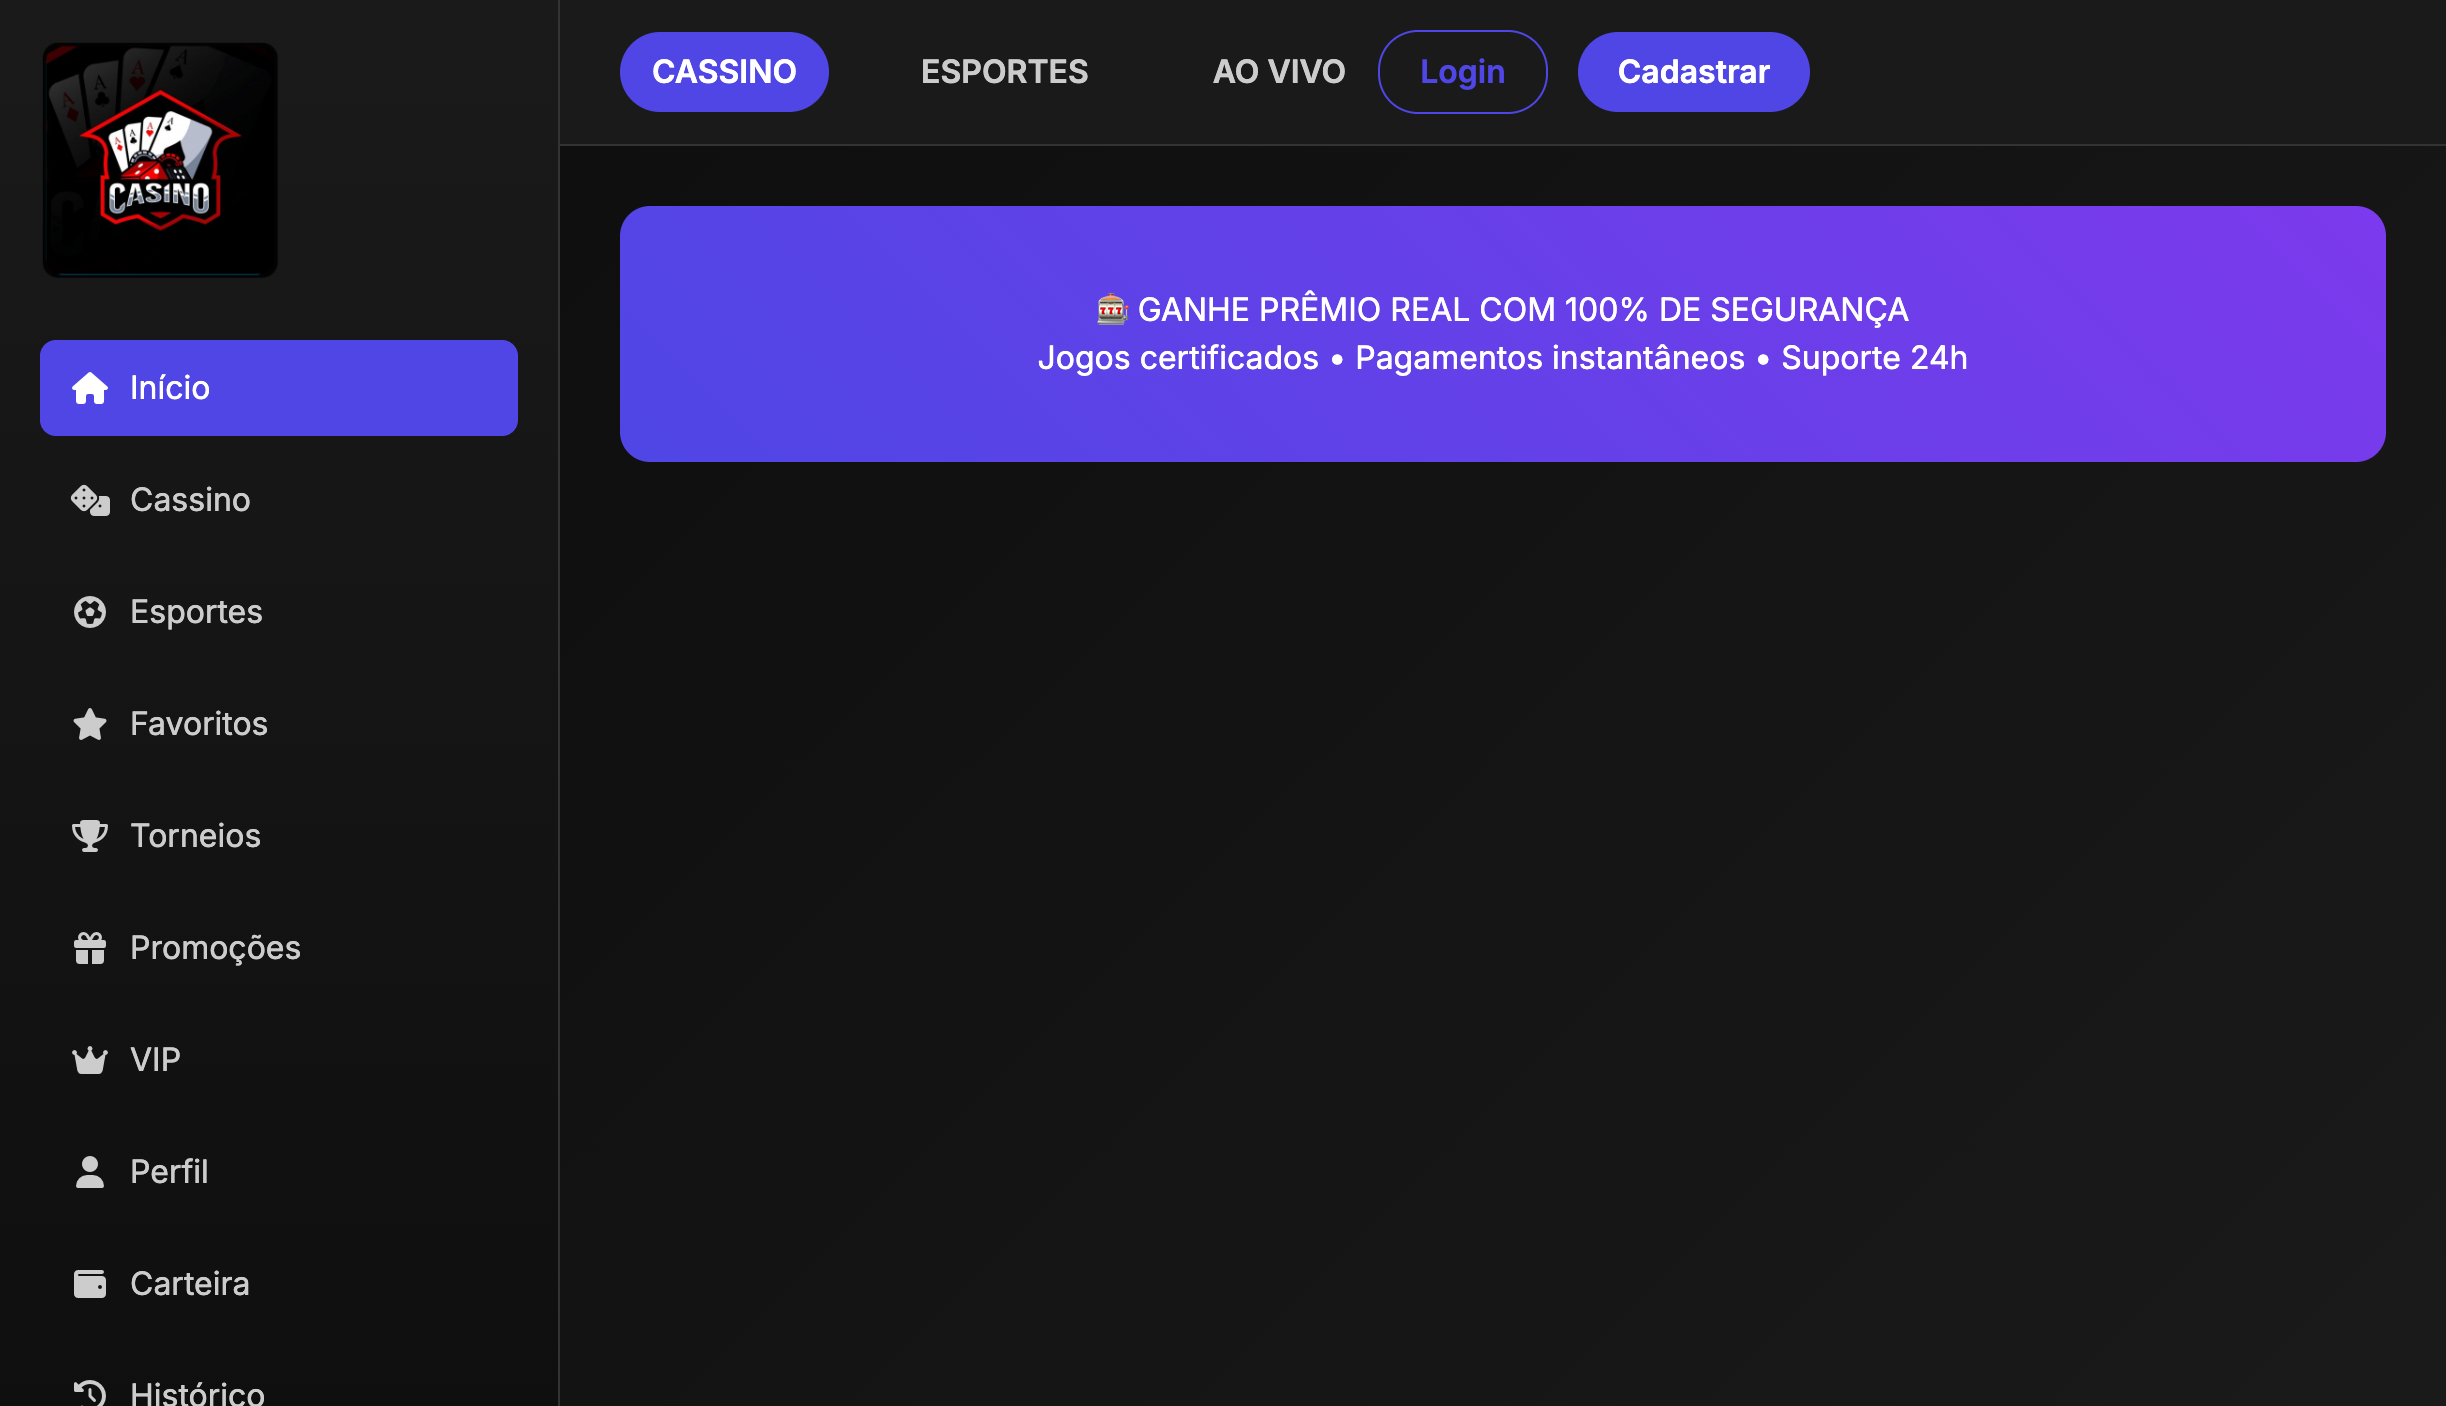 CASINO
Início
Cassino
Esportes
Favoritos
Torneios
Promoções
VIP
Perfil
Carteira
Histórico
CASSINO
ESPORTES
AO VIVO
Login
Cadastrar
🎰 GANHE PRÊMIO REAL COM 100% DE SEGURANÇA
Jogos certificados • Pagamentos instantâneos • Suporte 24h